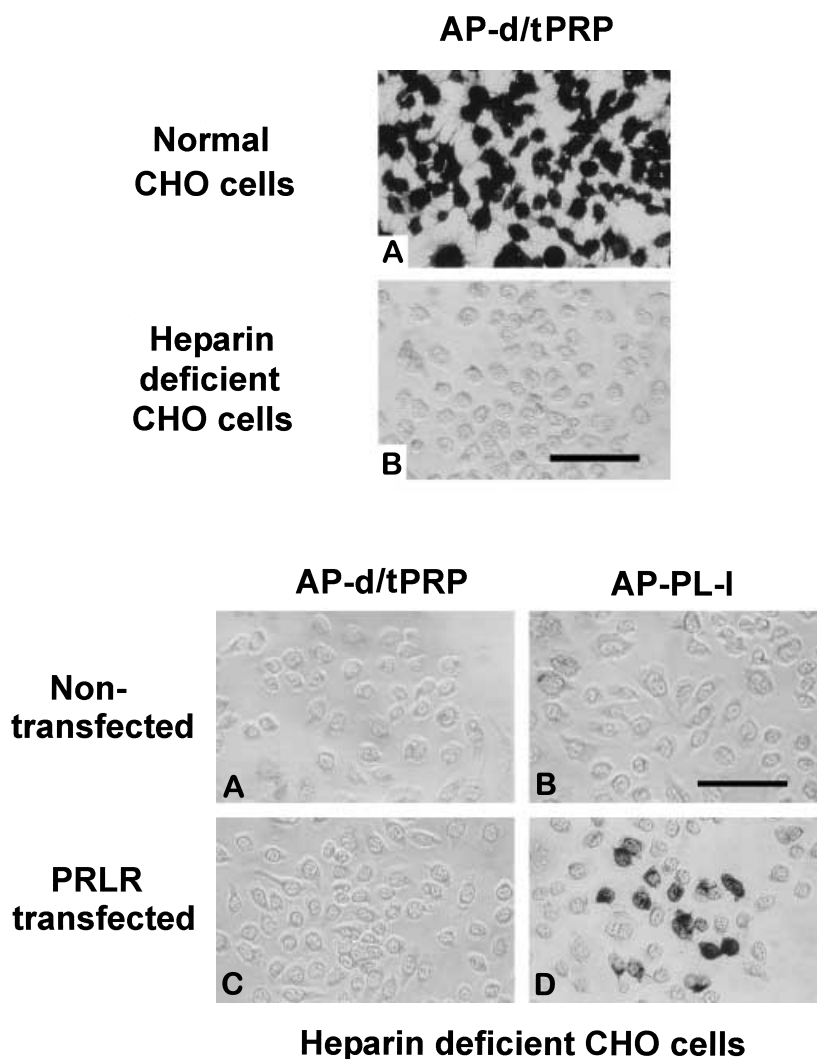 AP-d/tPRP
Normal
CHO cells
A
Heparin
deficient
CHO cells
B
AP-d/tPRP
AP-PL-I
Non-
transfected
A
B
PRLR
transfected
C
D
Heparin deficient CHO cells